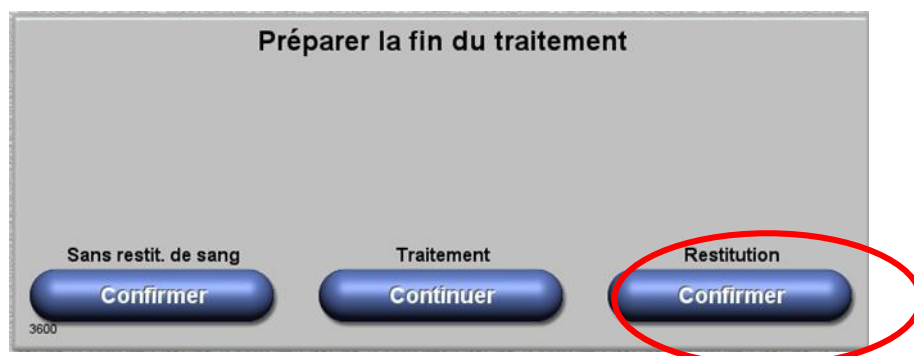 Préparer la fin du traitement
Sans restit. de sang Traitement Restitution
Confirmer Continuer Confirmer
3600